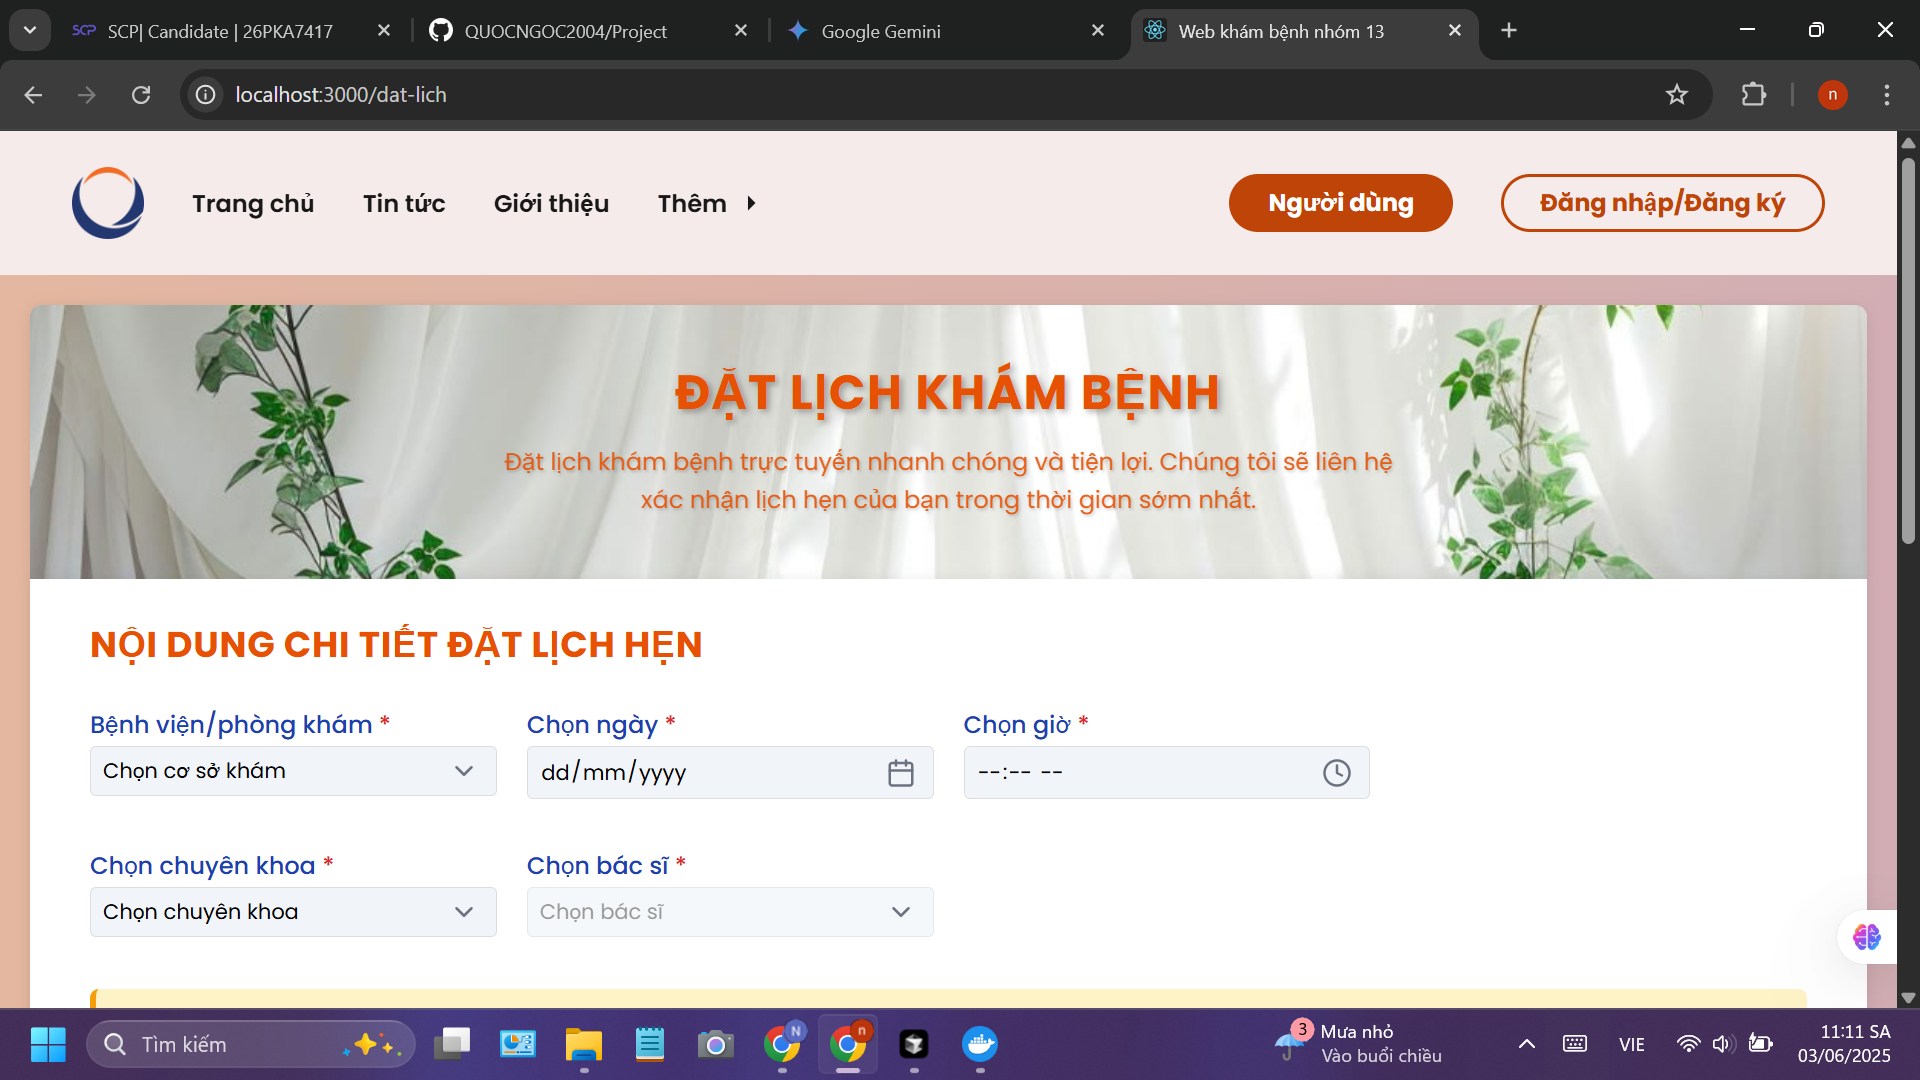 SCP SCP| Candidate | 26PKA7417
QUOCNGOC2004/Project
Google Gemini
Web khám bệnh nhóm 13
localhost:3000/dat-lich
n
Trang chủ Tin tức Giới thiệu Thêm
Người dùng
Đăng nhập/Đăng ký
ĐẶT LỊCH KHÁM BỆNH
Đặt lịch khám bệnh trực tuyến nhanh chóng và tiện lợi. Chúng tôi sẽ liên hệ
xác nhận lịch hẹn của bạn trong thời gian sớm nhất.
NỘI DUNG CHI TIẾT ĐẶT LỊCH HẸN
Bệnh viện/phòng khám *
Chọn cơ sở khám
Chọn ngày *
dd/mm/yyyy
Chọn giờ *
--:-- --
Chọn chuyên khoa *
Chọn chuyên khoa
Chọn bác sĩ *
Chọn bác sĩ
Tìm kiếm
N
n
3
Mưa nhỏ
Vào buổi chiều
VIE
11:11 SA
03/06/2025